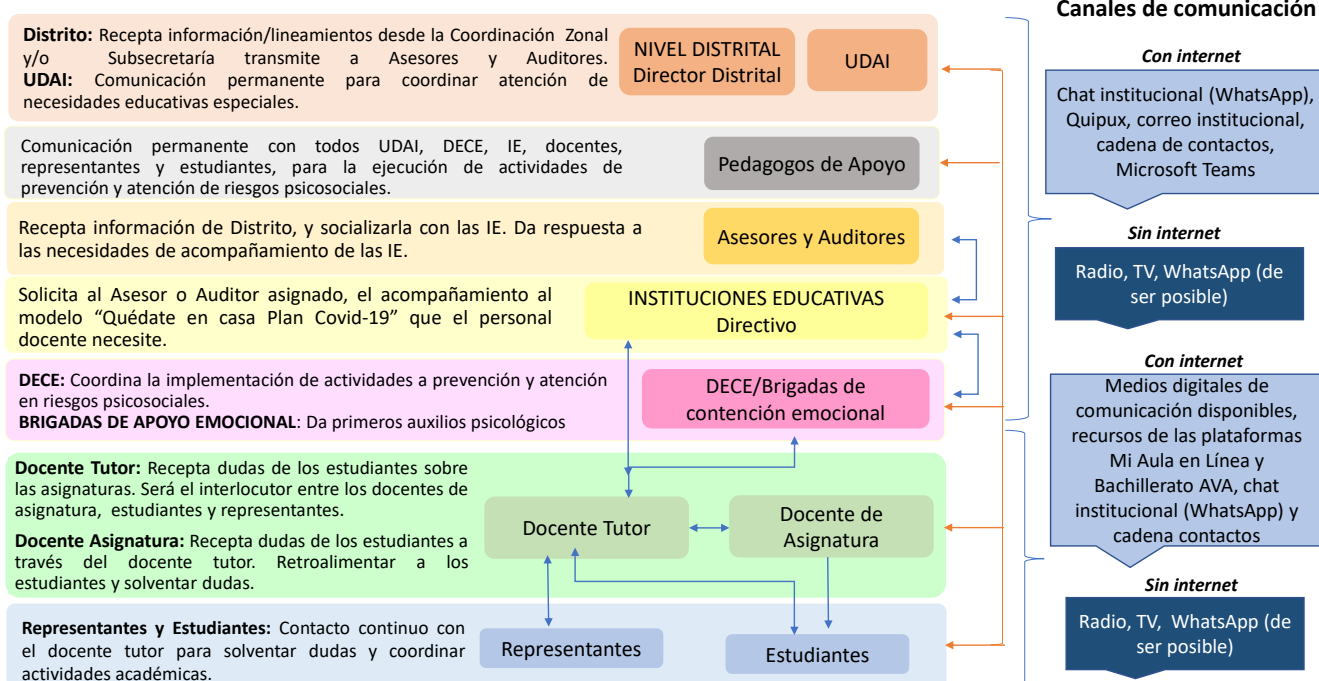 Canales de comunicación
Distrito: Recepta información/lineamientos desde la Coordinación Zonal
y/o Subsecretaría transmite a Asesores y Auditores.
UDAI: Comunicación permanente para coordinar atención de
necesidades educativas especiales.
NIVEL DISTRITAL
Director Distrital
UDAI
Comunicación permanente con todos UDAI, DECE, IE, docentes,
representantes y estudiantes, para la ejecución de actividades de
prevención y atención de riesgos psicosociales.
Pedagogos de Apoyo
Recepta información de Distrito, y socializarla con las IE. Da respuesta a
las necesidades de acompañamiento de las IE.
Asesores y Auditores
Solicita al Asesor o Auditor asignado, el acompañamiento al
modelo “Quédate en casa Plan Covid-19” que el personal
docente necesite.
INSTITUCIONES EDUCATIVAS
Directivo
DECE: Coordina la implementación de actividades a prevención y atención
en riesgos psicosociales.
BRIGADAS DE APOYO EMOCIONAL: Da primeros auxilios psicológicos
DECE/Brigadas de
contención emocional
Docente Tutor: Recepta dudas de los estudiantes sobre
las asignaturas. Será el interlocutor entre los docentes de
asignatura, estudiantes y representantes.
Docente Asignatura: Recepta dudas de los estudiantes a
través del docente tutor. Retroalimentar a los
estudiantes y solventar dudas.
Docente Tutor
Docente de
Asignatura
Representantes y Estudiantes: Contacto continuo con
el docente tutor para solventar dudas y coordinar
actividades académicas.
Representantes
Estudiantes
Con internet
Chat institucional (WhatsApp),
Quipux, correo institucional,
cadena de contactos,
Microsoft Teams
Sin internet
Radio, TV, WhatsApp (de
ser posible)
Con internet
Medios digitales de
comunicación disponibles,
recursos de las plataformas
Mi Aula en Línea y
Bachillerato AVA, chat
institucional (WhatsApp) y
cadena contactos
Sin internet
Radio, TV, WhatsApp (de
ser posible)